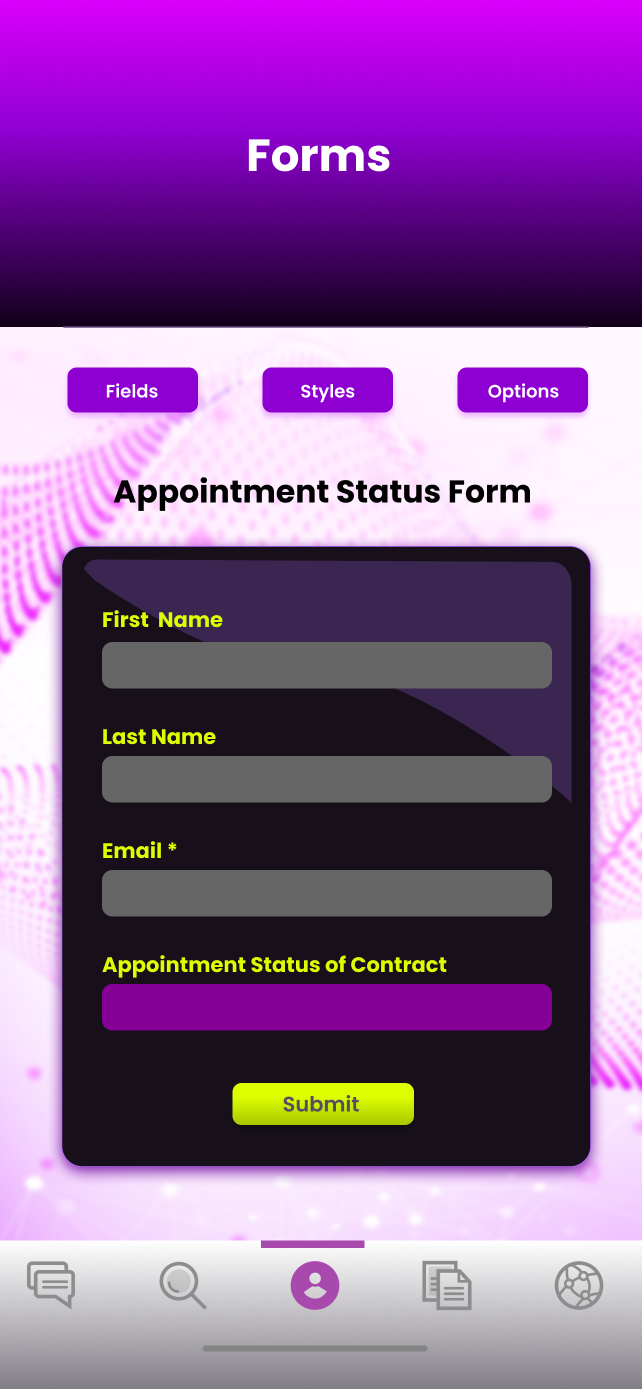 Forms
Fields Styles Options
Appointment Status Form
First Name
Last Name
Email *
Appointment Status of Contract
Submit